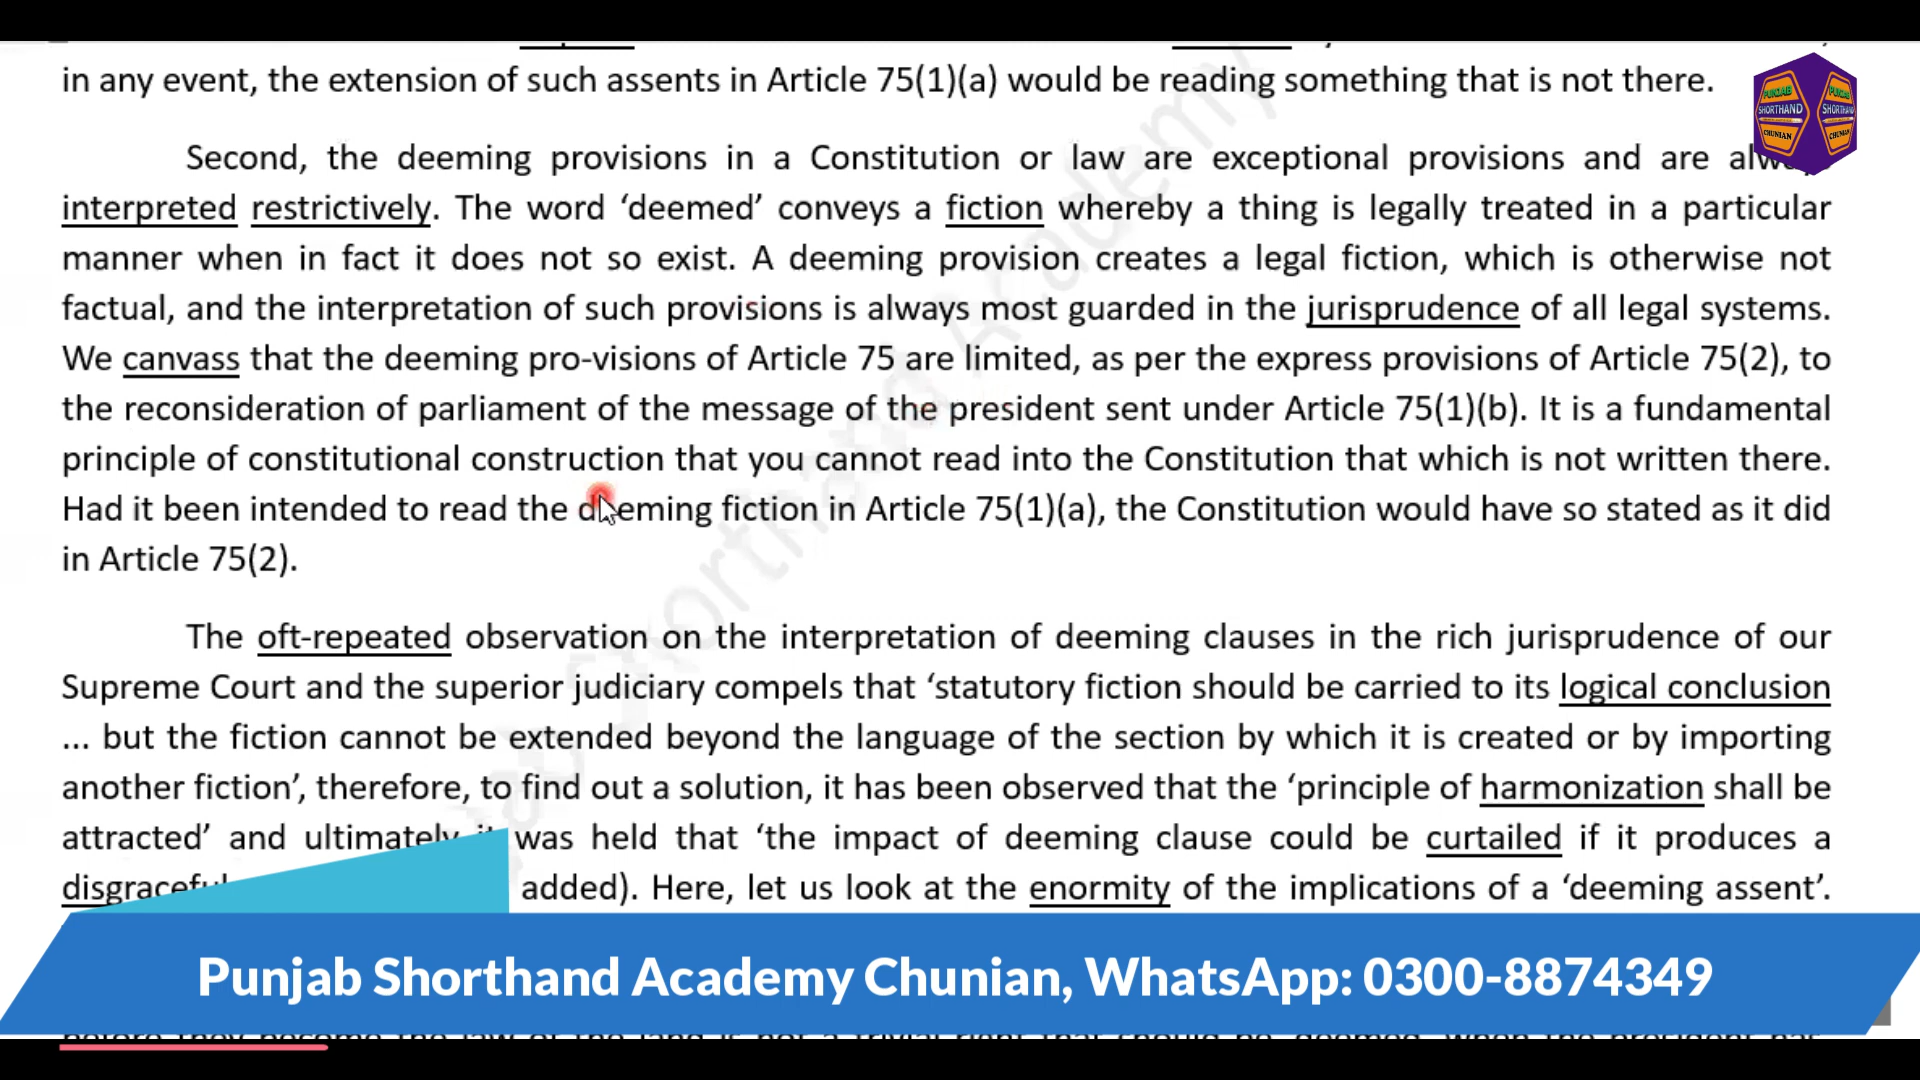 in any event, the extension of such assents in Article 75(1)(a) would be reading something that is not there.
Second, the deeming provisions in a Constitution or law are exceptional provisions and are always
interpreted restrictively. The word ‘deemed’ conveys a fiction whereby a thing is legally treated in a particular
manner when in fact it does not so exist. A deeming provision creates a legal fiction, which is otherwise not
factual, and the interpretation of such provisions is always most guarded in the jurisprudence of all legal systems.
We canvass that the deeming pro-visions of Article 75 are limited, as per the express provisions of Article 75(2), to
the reconsideration of parliament of the message of the president sent under Article 75(1)(b). It is a fundamental
principle of constitutional construction that you cannot read into the Constitution that which is not written there.
Had it been intended to read the deeming fiction in Article 75(1)(a), the Constitution would have so stated as it did
in Article 75(2).
The oft-repeated observation on the interpretation of deeming clauses in the rich jurisprudence of our
Supreme Court and the superior judiciary compels that ‘statutory fiction should be carried to its logical conclusion
... but the fiction cannot be extended beyond the language of the section by which it is created or by importing
another fiction’, therefore, to find out a solution, it has been observed that the ‘principle of harmonization shall be
attracted’ and ultimately it was held that ‘the impact of deeming clause could be curtailed if it produces a
disgraceful added). Here, let us look at the enormity of the implications of a ‘deeming assent’.
Punjab Shorthand Academy Chunian, WhatsApp: 0300-8874349
PUNJAB
SHORTHAND
CHUNIAN
PUNJAB
SHORTHAND
CHUNIAN
Shorthand Academy